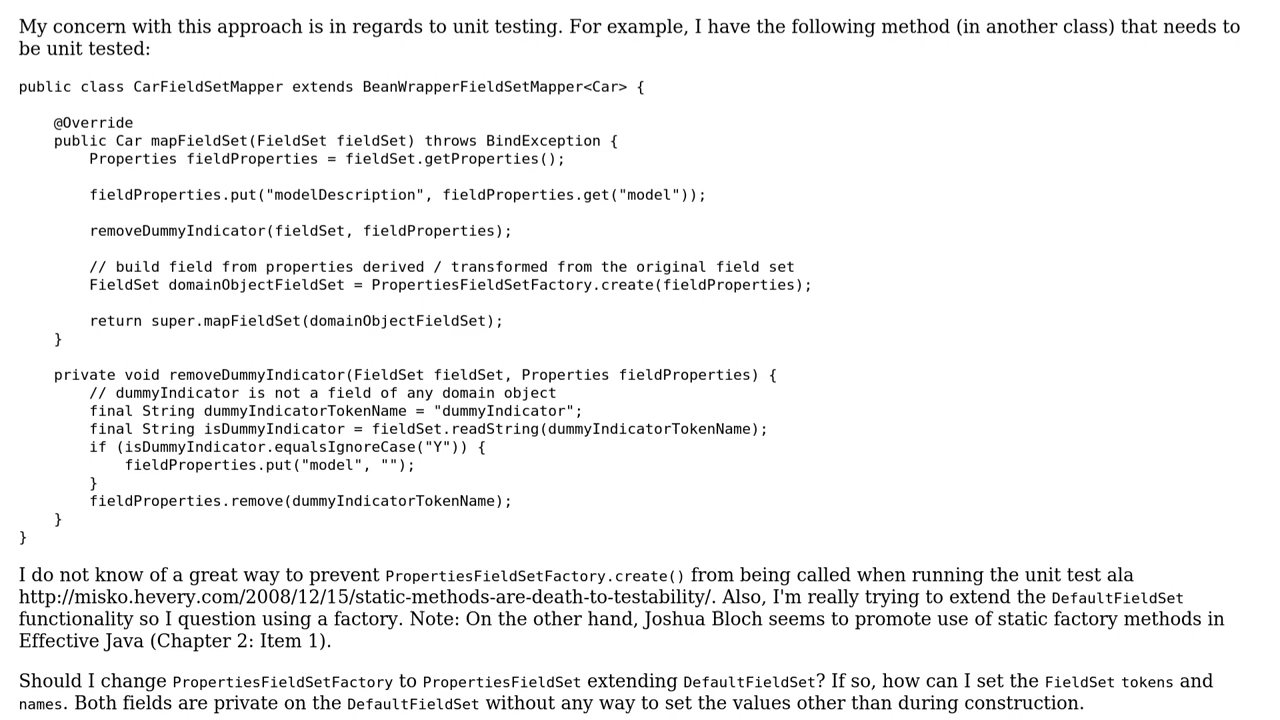 My concern with this approach is in regards to unit testing. For example, I have the following method (in another class) that needs to
be unit tested:
public class CarFieldSetMapper extends BeanWrapperFieldSetMapper<Car> {
@Override
public Car mapFieldSet(FieldSet fieldSet) throws BindException {
Properties fieldProperties = fieldSet.getProperties();
fieldProperties.put("modelDescription", fieldProperties.get("model"));
removeDummyIndicator(fieldSet, fieldProperties);
// build field from properties derived / transformed from the original field set
FieldSet domainObjectFieldSet = PropertiesFieldSetFactory.create(fieldProperties);
return super.mapFieldSet(domainObjectFieldSet);
}
private void removeDummyIndicator(FieldSet fieldSet, Properties fieldProperties) {
// dummyIndicator is not a field of any domain object
final String dummyIndicatorTokenName = "dummyIndicator";
final String isDummyIndicator = fieldSet.readString(dummyIndicatorTokenName);
if (isDummyIndicator.equalsIgnoreCase("Y")) {
fieldProperties.put("model", "");
}
fieldProperties.remove(dummyIndicatorTokenName);
}
}
I do not know of a great way to prevent PropertiesFieldSetFactory.create() from being called when running the unit test ala
http://misko.hevery.com/2008/12/15/static-methods-are-death-to-testability/. Also, I'm really trying to extend the DefaultFieldSet
functionality so I question using a factory. Note: On the other hand, Joshua Bloch seems to promote use of static factory methods in
Effective Java (Chapter 2: Item 1).
Should I change PropertiesFieldSetFactory to PropertiesFieldSet extending DefaultFieldSet? If so, how can I set the FieldSet tokens and
names. Both fields are private on the DefaultFieldSet without any way to set the values other than during construction.